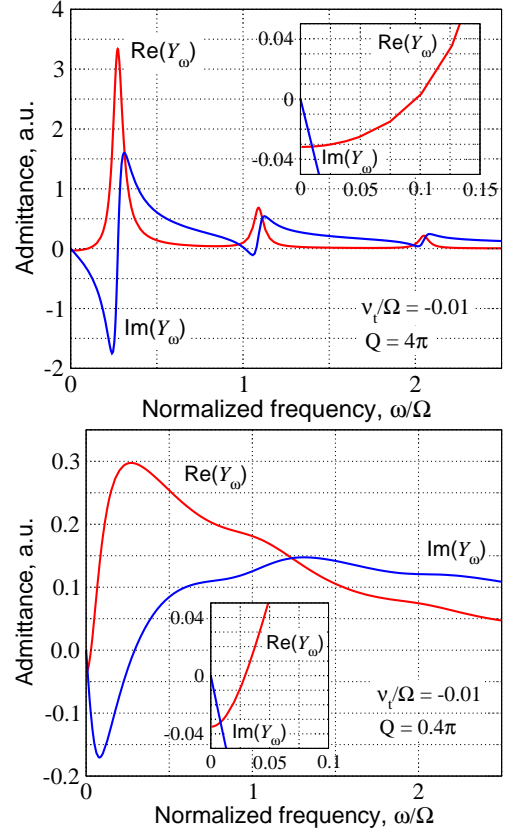 4
3
2
1
0
-1
-2
Admittance, a.u.
Re(Yω)
Im(Yω)
0.04
0
-0.04
0
0.05
0.1
0.15
Re(Yω)
Im(Yω)
νt/Ω = -0.01
Q = 4π
0
1
2
Normalized frequency, ω/Ω
0.3
0.2
0.1
0.0
-0.1
-0.2
Admittance, a.u.
Re(Yω)
Im(Yω)
0.04
0
-0.04
0
0.05
0.1
Re(Yω)
Im(Yω)
νt/Ω = -0.01
Q = 0.4π
0
1
2
Normalized frequency, ω/Ω